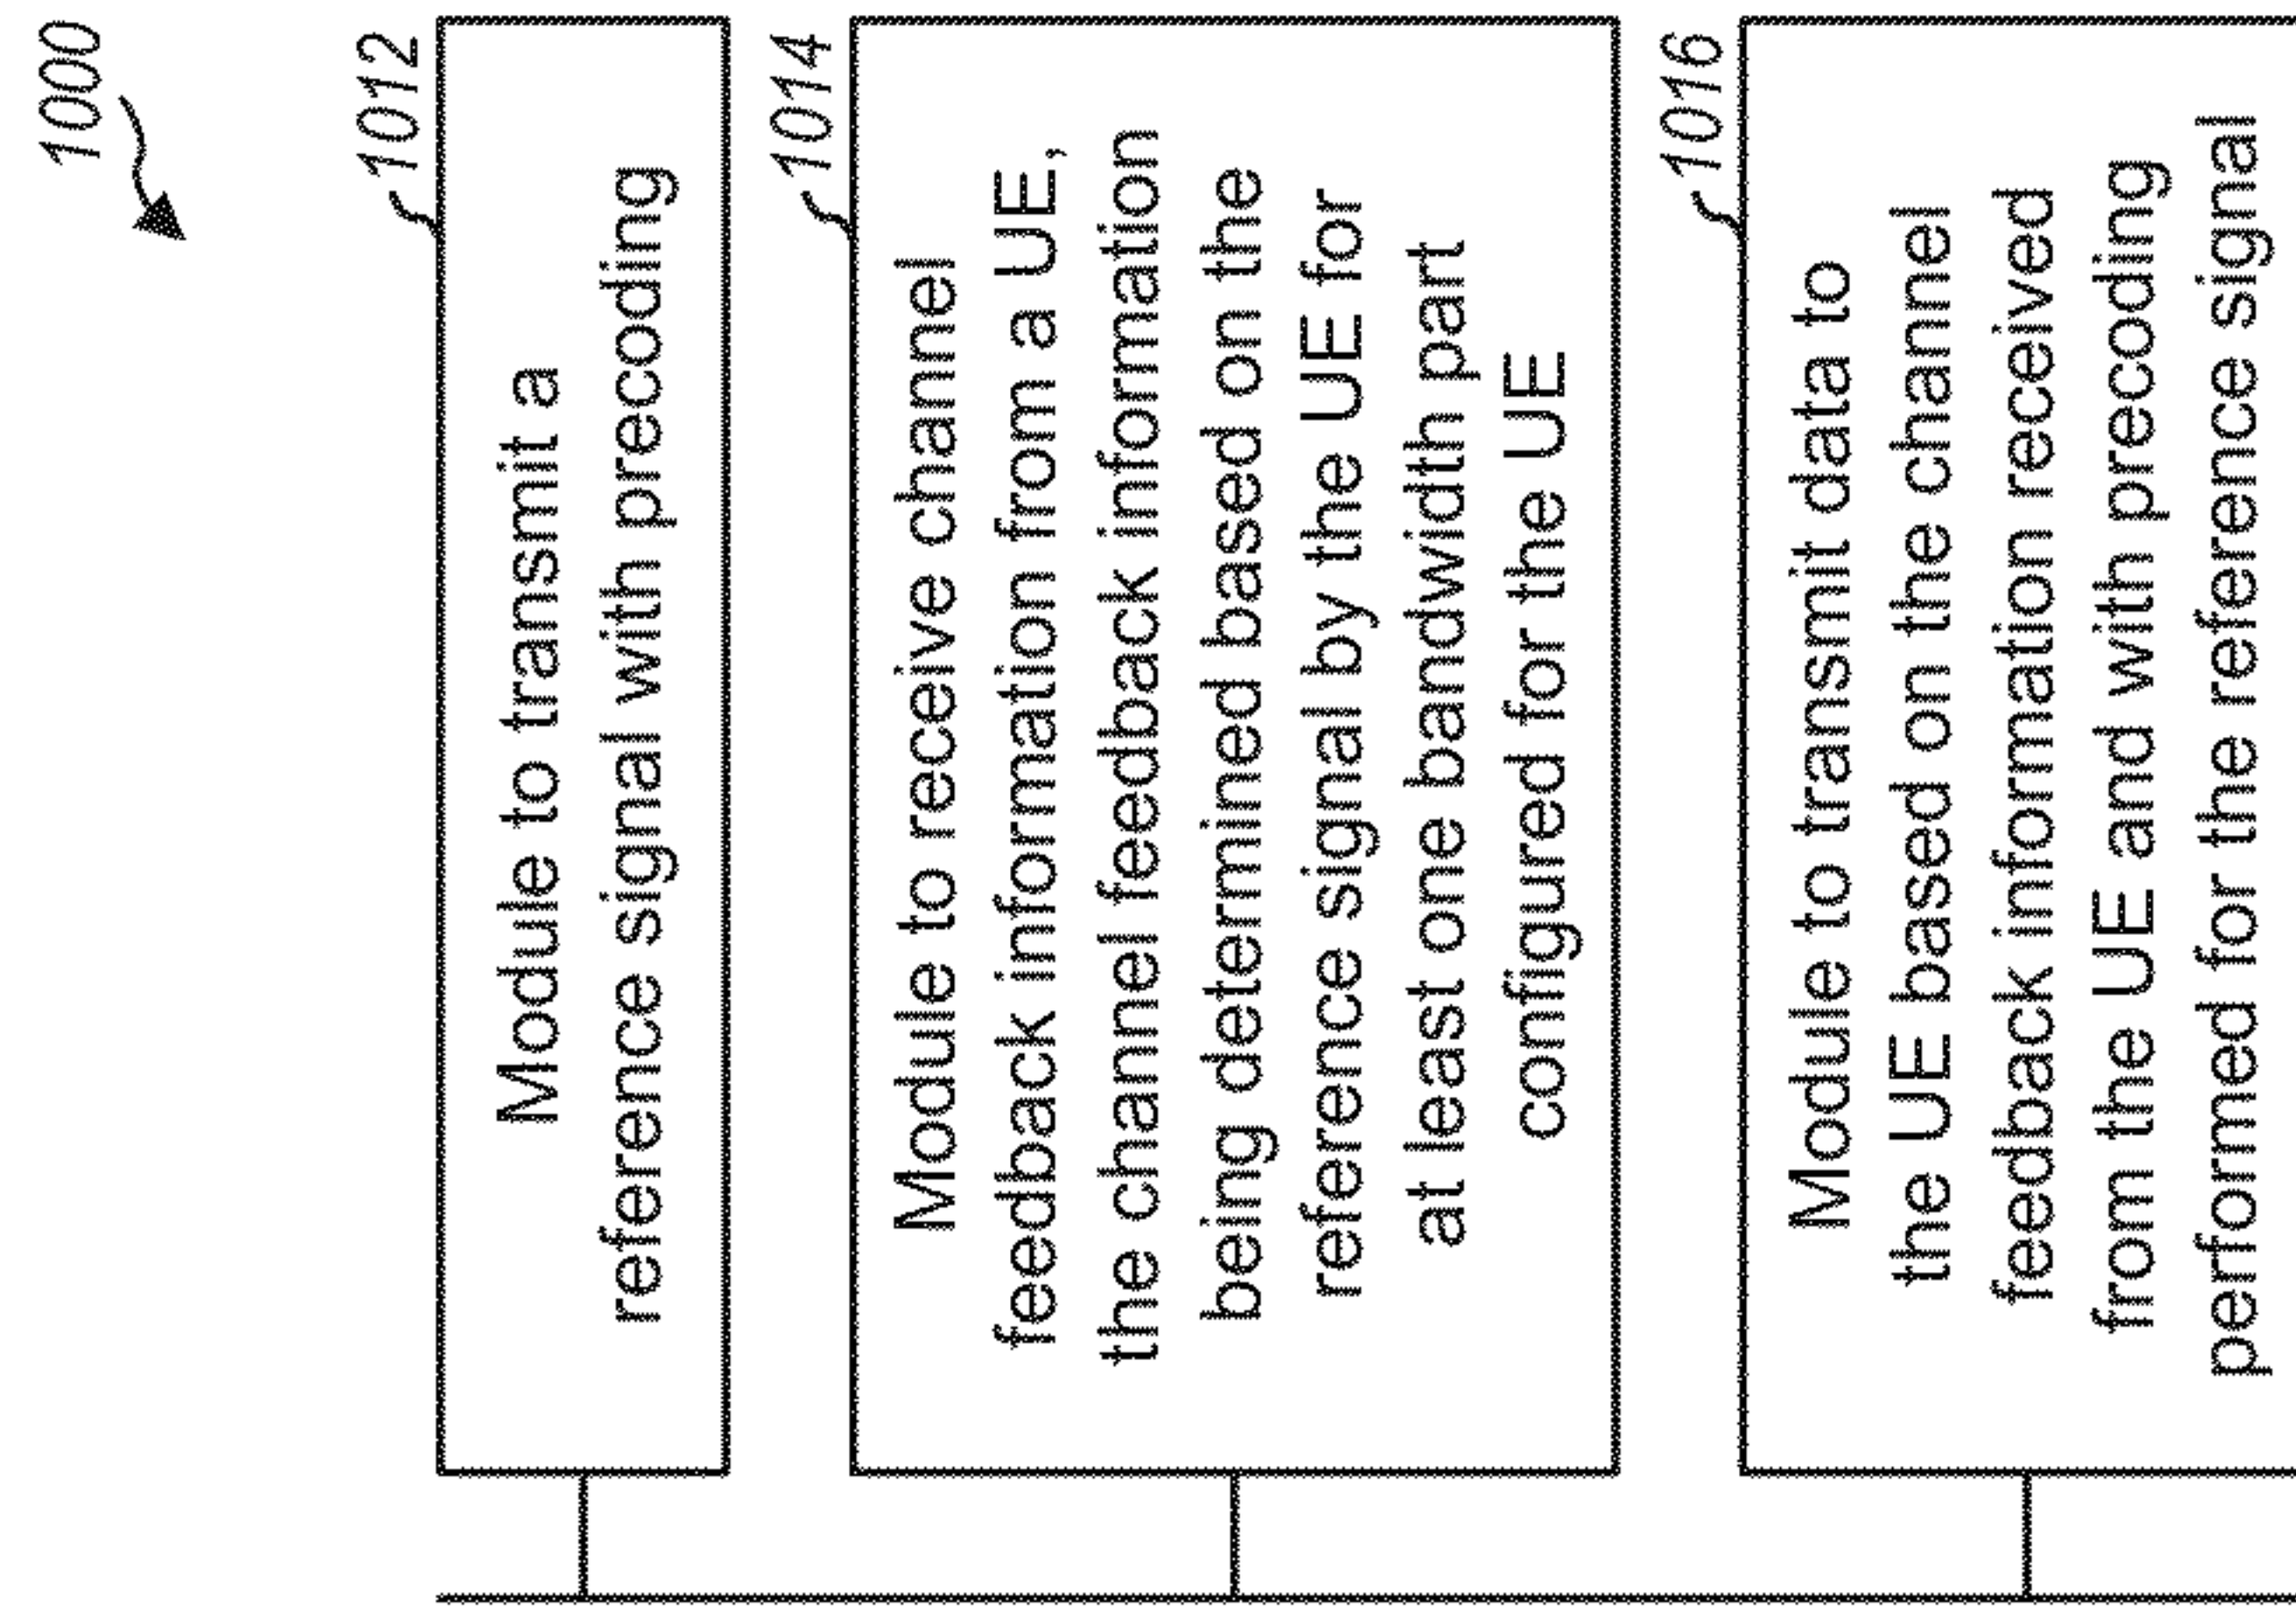 1000
1012
Module to transmit a
reference signal with precoding
1014
Module to receive channel
feedback information from a UE,
the channel feedback information
being determined based on the
reference signal by the UE for
at least one bandwidth part
configured for the UE
1016
Module to transmit data to
the UE based on the channel
feedback information received
from the UE and with precoding
performed for the reference signal